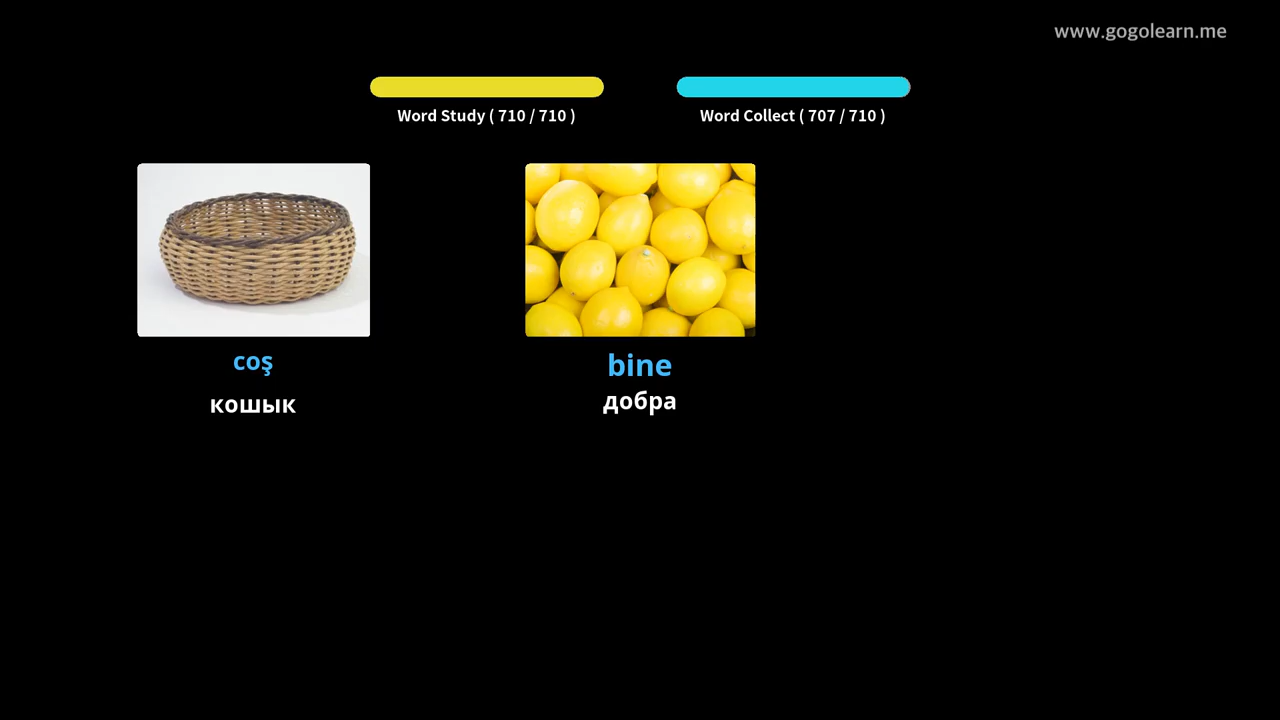 www.gogolearn.me
Word Study ( 710 / 710 )
Word Collect ( 707 / 710 )
coş
кошык
bine
добра